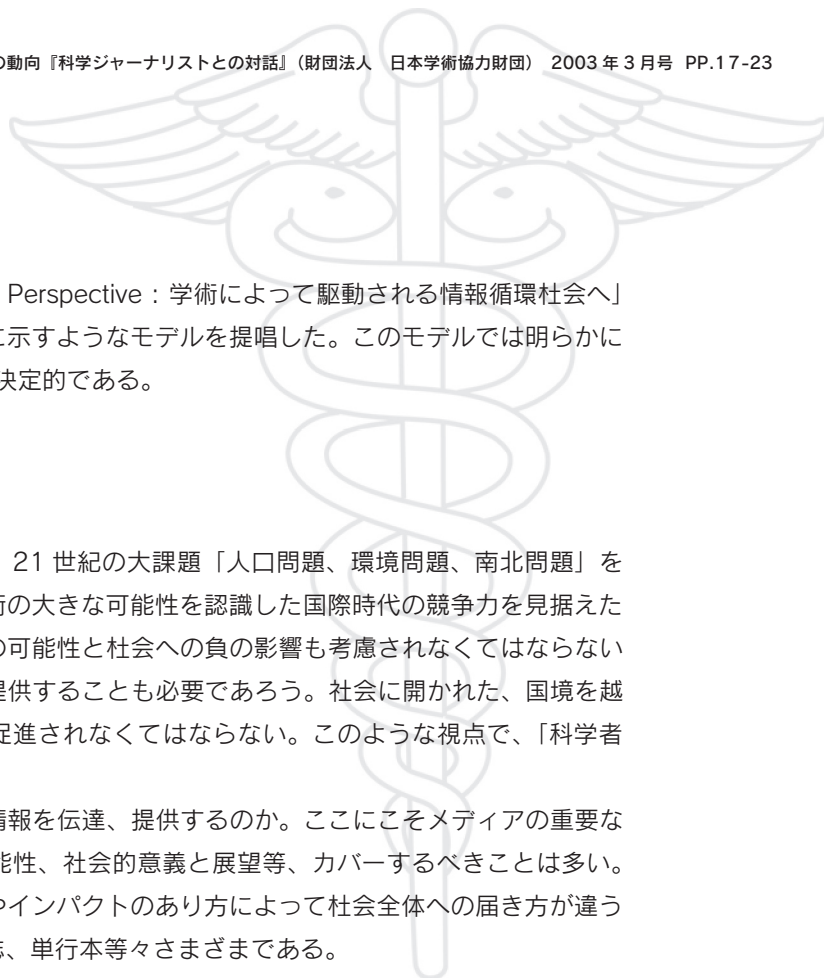 の動向『科学ジャーナリストとの対話』（財団法人　日本学術協力財団） 2003年3月号 PP.17-23
Perspective：学術によって駆動される情報循環杜会へ」
に示すようなモデルを提唱した。このモデルでは明らかに
決定的である。
21世紀の大課題「人口問題、環境問題、南北問題」を
術の大きな可能性を認識した国際時代の競争力を見据えた
の可能性と杜会への負の影響も考慮されなくてはならない
提供することも必要であろう。社会に開かれた、国境を越
促進されなくてはならない。このような視点で、「科学者
情報を伝達、提供するのか。ここにこそメディアの重要な
能性、社会的意義と展望等、カバーするべきことは多い。
やインパクトのあり方によって杜会全体への届き方が違う
誌、単行本等々さまざまである。